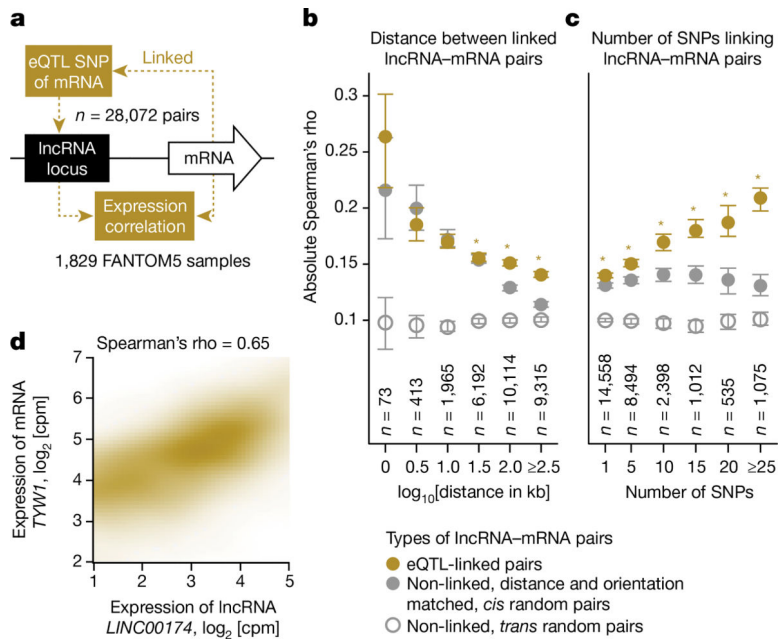 a
eQTL SNP
of mRNA
Linked
n = 28,072 pairs
lncRNA
locus
mRNA
Expression
correlation
1,829 FANTOM5 samples
b
Distance between linked
lncRNA–mRNA pairs
Absolute Spearman's rho
0.3
0.25
0.2
0.15
0.1
* * *
n = 73
n = 413
n = 1,965
n = 6,192
n = 10,114
n = 9,315
0 0.5 1.0 1.5 2.0 ≥2.5
log10[distance in kb]
c
Number of SNPs linking
lncRNA–mRNA pairs
* * * * * *
n = 14,558
n = 8,494
n = 2,398
n = 1,012
n = 535
n = 1,075
1 5 10 15 20 ≥25
Number of SNPs
d
Spearman's rho = 0.65
Expression of mRNA
TYW1, log2 [cpm]
7
6
5
4
3
2
1 2 3 4 5
Expression of lncRNA
LINC00174, log2 [cpm]
Types of lncRNA–mRNA pairs
eQTL-linked pairs
Non-linked, distance and orientation
matched, cis random pairs
Non-linked, trans random pairs